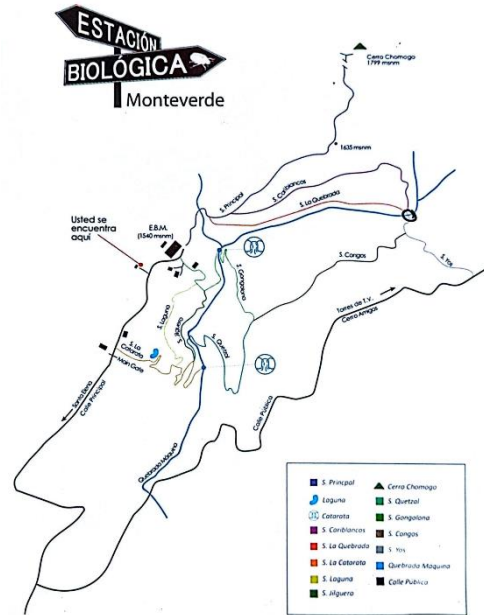 ESTACIÓN
BIOLÓGICA
Monteverde
Cerro Chomogo
1799 msnm
1635 msnm
S. Principal
S. Cariblancos
S. La Quebrada
Usted se
encuentra
aquí
E.B.M.
(1540 msnm)
S. Cangos
S. Yos
S. Gongolona
S. Laguna
S. Jilguero
S. Quetzal
Torres de T.V.
Cerro Amigos
S. La
Catarata
Main Gate
Santa Elena
Calle Principal
Calle Pública
Quebrada Máquina
S. Principal
Laguna
Catarata
S. Cariblancos
S. La Quebrada
S. La Catarata
S. Laguna
S. Jilguero
Cerro Chomogo
S. Quetzal
S. Gongolona
S. Cangos
S. Yos
Quebrada Maquina
Calle Pública